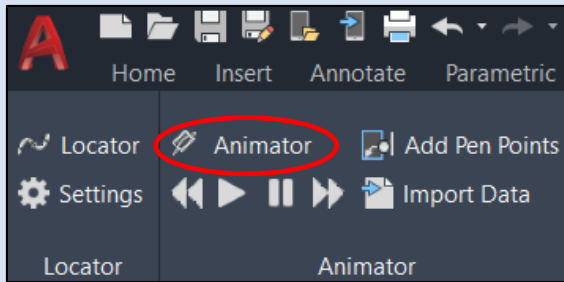 Home Insert Annotate Parametric
Locator Animator Add Pen Points
Settings Import Data
Locator Animator